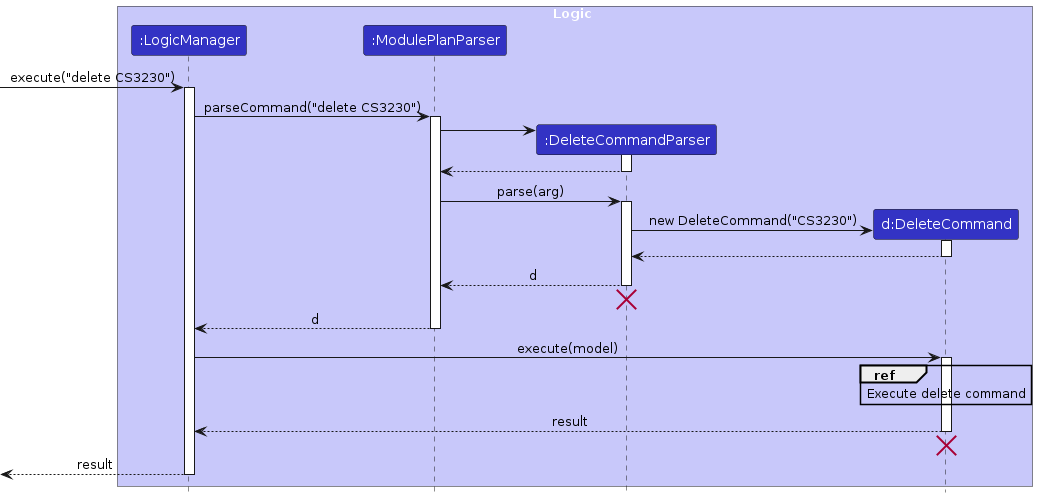 Logic
:LogicManager
:ModulePlanParser
execute("delete CS3230")
parseCommand("delete CS3230")
:DeleteCommandParser
parse(arg)
new DeleteCommand("CS3230")
d:DeleteCommand
d
d
execute(model)
ref
Execute delete command
result
result